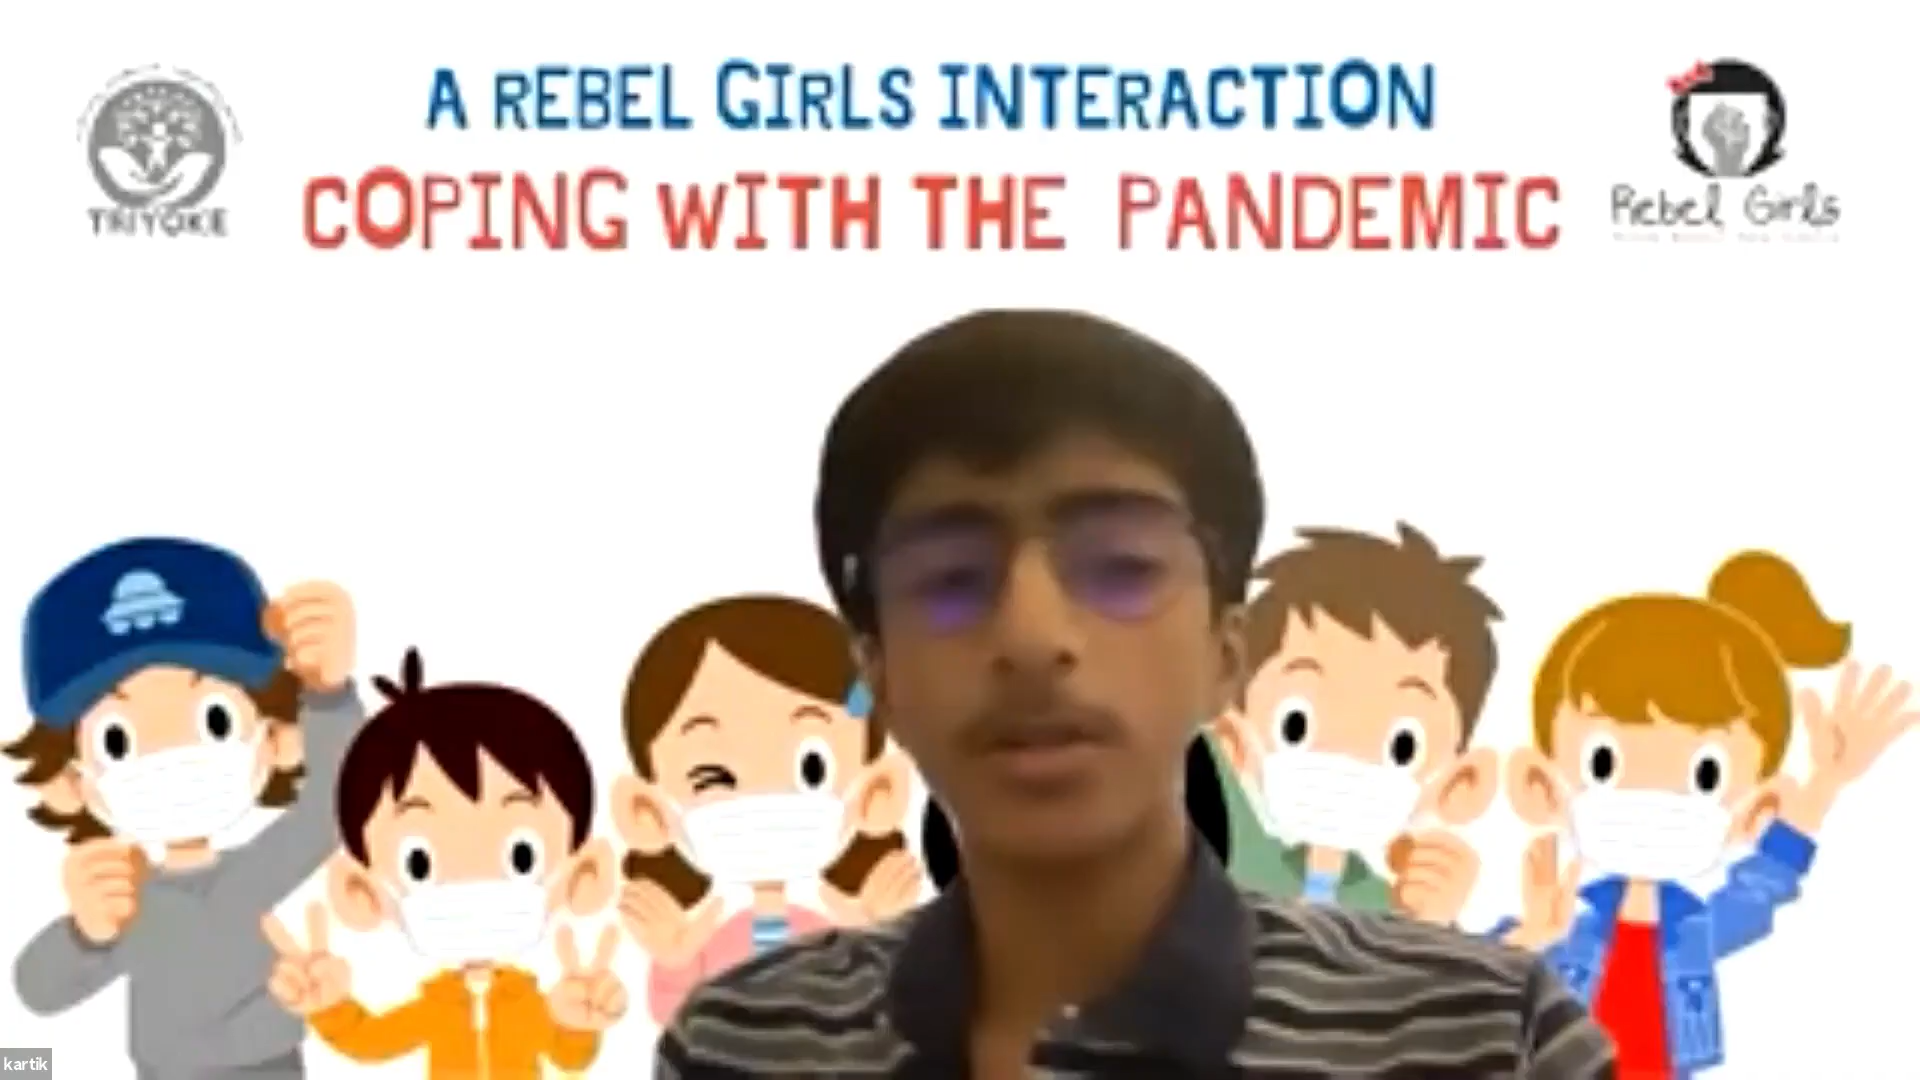 A REBEL GIRLS INTERACTION
COPING WITH THE PANDEMIC
TRIYOKE
Rebel Girls
kartik